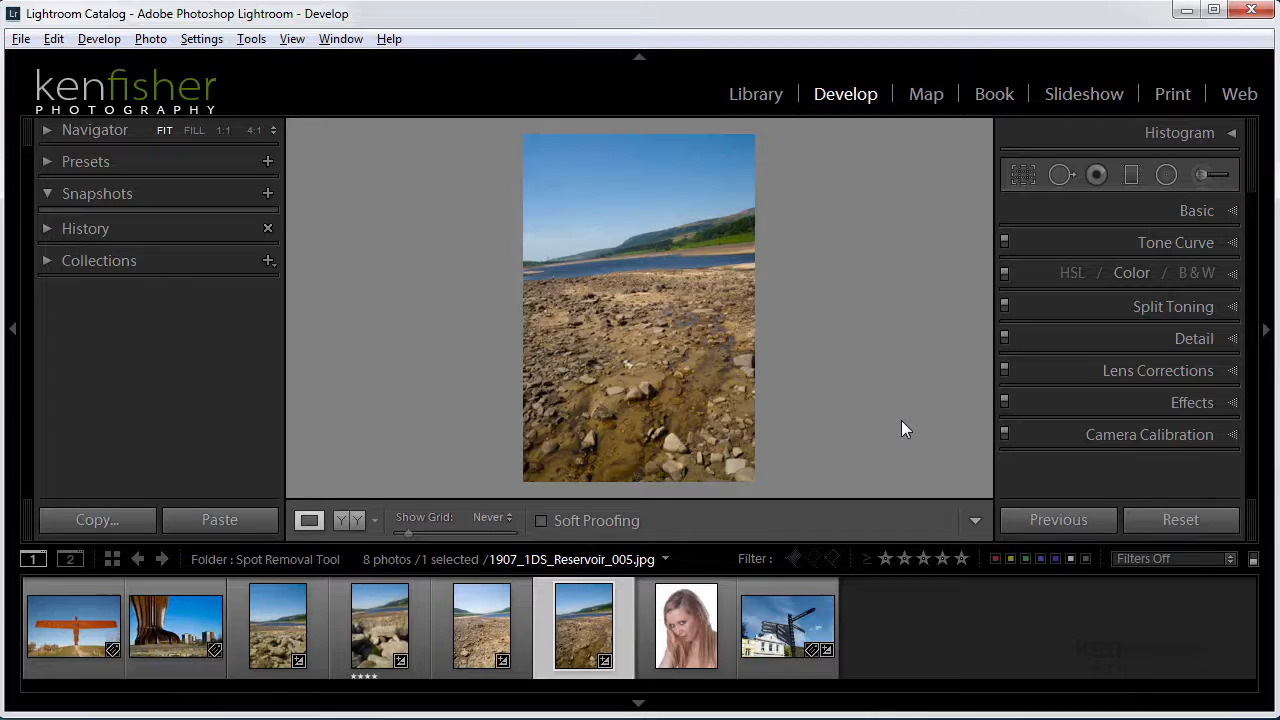 Lr Lightroom Catalog - Adobe Photoshop Lightroom - Develop
File Edit Develop Photo Settings Tools View Window Help
kenfisher
PHOTOGRAPHY
Library Develop Map Book Slideshow Print Web
Navigator FIT FILL 1:1 4:1
Presets
Snapshots
History
Collections
Histogram
Basic
Tone Curve
HSL / Color / B & W
Split Toning
Detail
Lens Corrections
Effects
Camera Calibration
Copy... Paste
YY Show Grid: Never Soft Proofing
Previous Reset
1 2 Folder : Spot Removal Tool 8 photos /1 selected /1907_1DS_Reservoir_005.jpg Filter : ≥ ★★★★★ Filters Off
★★★★